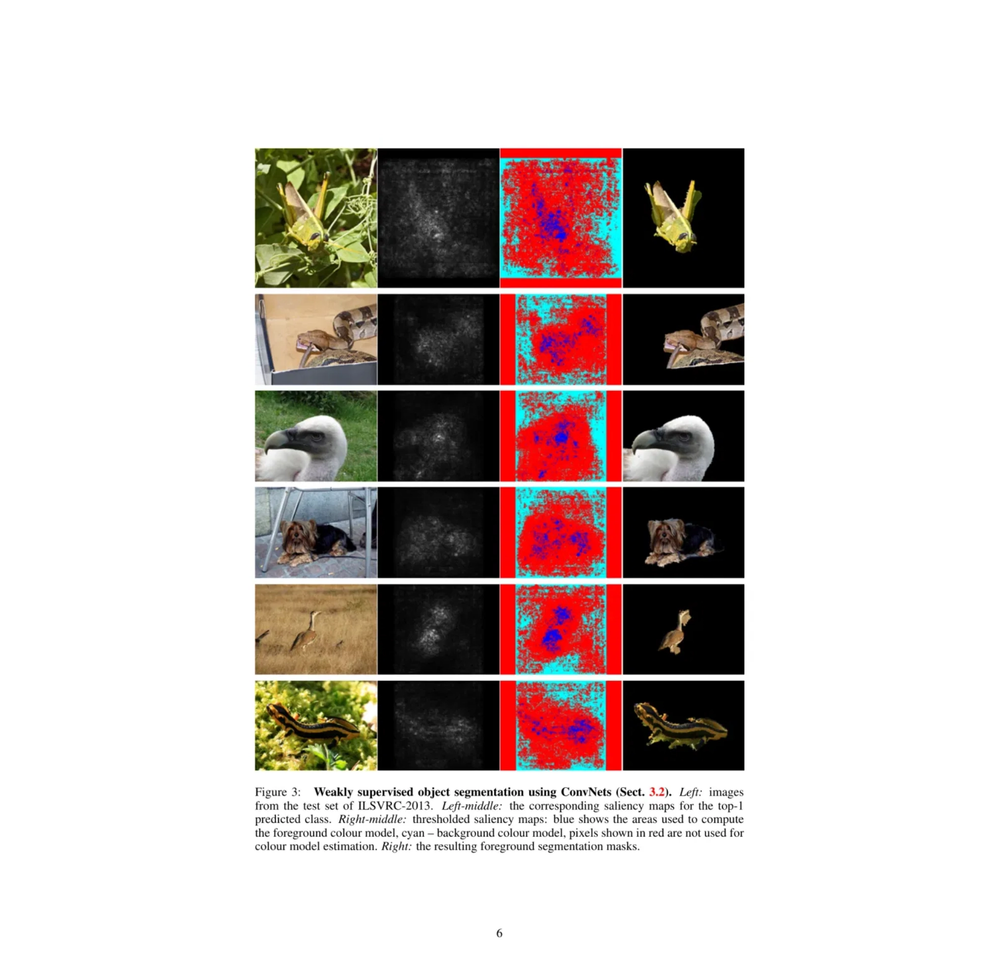 Figure 3: Weakly supervised object segmentation using ConvNets (Sect. 3.2). Left: images
from the test set of ILSVRC-2013. Left-middle: the corresponding saliency maps for the top-1
predicted class. Right-middle: thresholded saliency maps: blue shows the areas used to compute
the foreground colour model, cyan – background colour model, pixels shown in red are not used for
colour model estimation. Right: the resulting foreground segmentation masks.
6